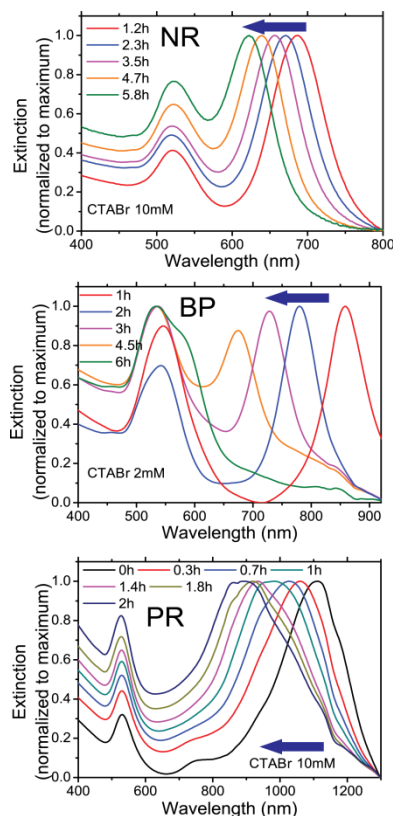 NR
1.2h
2.3h
3.5h
4.7h
5.8h
CTABr 10mM
Extinction
(normalized to maximum)
1.0
0.8
0.6
0.4
0.2
0.0
400 500 600 700 800
Wavelength (nm)
BP
1h
2h
3h
4.5h
6h
CTABr 2mM
Extinction
(normalized to maximum)
1.0
0.8
0.6
0.4
0.2
0.0
400 500 600 700 800 900
Wavelength (nm)
0h 0.3h 0.7h 1h
1.4h 1.8h
2h
PR
CTABr 10mM
Extinction
(normalized to maximum)
1.0
0.8
0.6
0.4
0.2
0.0
400 600 800 1000 1200
Wavelength (nm)